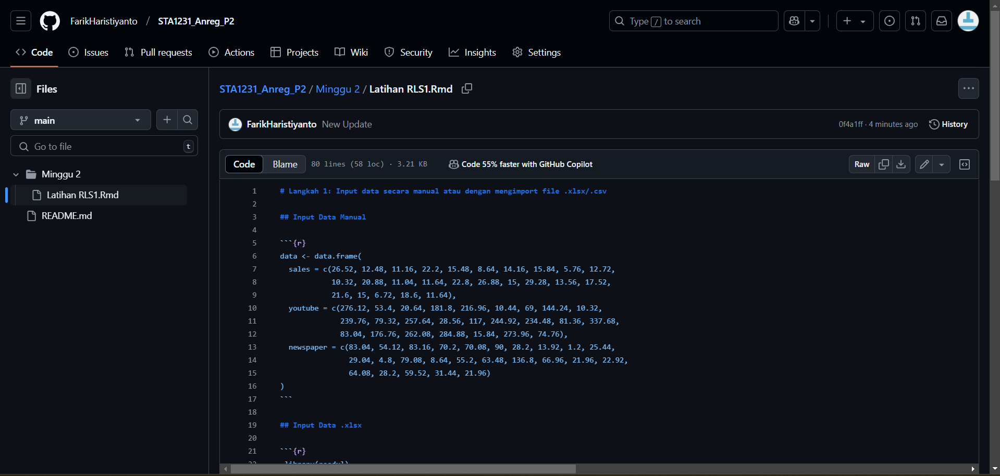 FarikHaristiyanto / STA1231_Anreg_P2
Type / to search
Code
Issues
Pull requests
Actions
Projects
Wiki
Security
Insights
Settings
Files
main
Go to file
t
Minggu 2
Latihan RLS1.Rmd
README.md
STA1231_Anreg_P2 / Minggu 2 / Latihan RLS1.Rmd
FarikHaristiyanto New Update
0f4a1ff · 4 minutes ago
History
Code
Blame
80 lines (58 loc) · 3.21 KB
Code 55% faster with GitHub Copilot
Raw
1 # Langkah 1: Input data secara manual atau dengan mengimport file .xlsx/.csv
2
3 ## Input Data Manual
4
5 ```{r}
6 data <- data.frame(
7 sales = c(26.52, 12.48, 11.16, 22.2, 15.48, 8.64, 14.16, 15.84, 5.76, 12.72,
8 10.32, 20.88, 11.04, 11.64, 22.8, 26.88, 15, 29.28, 13.56, 17.52,
9 21.6, 15, 6.72, 18.6, 11.64),
10 youtube = c(276.12, 53.4, 20.64, 181.8, 216.96, 10.44, 69, 144.24, 10.32,
11 239.76, 79.32, 257.64, 28.56, 117, 244.92, 234.48, 81.36, 337.68,
12 83.04, 176.76, 262.08, 284.88, 15.84, 273.96, 74.76),
13 newspaper = c(83.04, 54.12, 83.16, 70.2, 70.08, 90, 28.2, 13.92, 1.2, 25.44,
14 29.04, 4.8, 79.08, 8.64, 55.2, 63.48, 136.8, 66.96, 21.96, 22.92,
15 64.08, 28.2, 59.52, 31.44, 21.96)
16 )
17 ```
18
19 ## Input Data .xlsx
20
21 ```{r}
22 library(readxl)